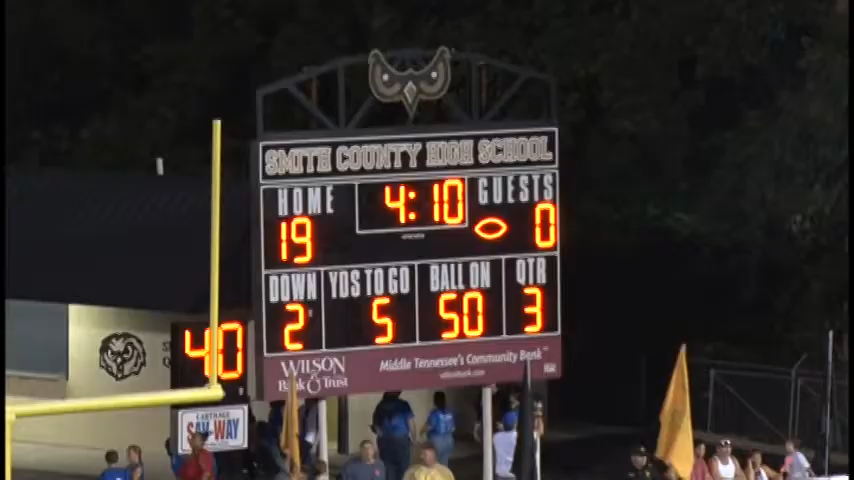 SMITH COUNTY HIGH SCHOOL
HOME 4:10 GUESTS
19 0
DOWN YDS TO GO BALL ON QTR
2 5 50 3
40
WILSON
Bank & Trust
Middle Tennessee's Community Bank
CARTHAGE
SAV-WAY